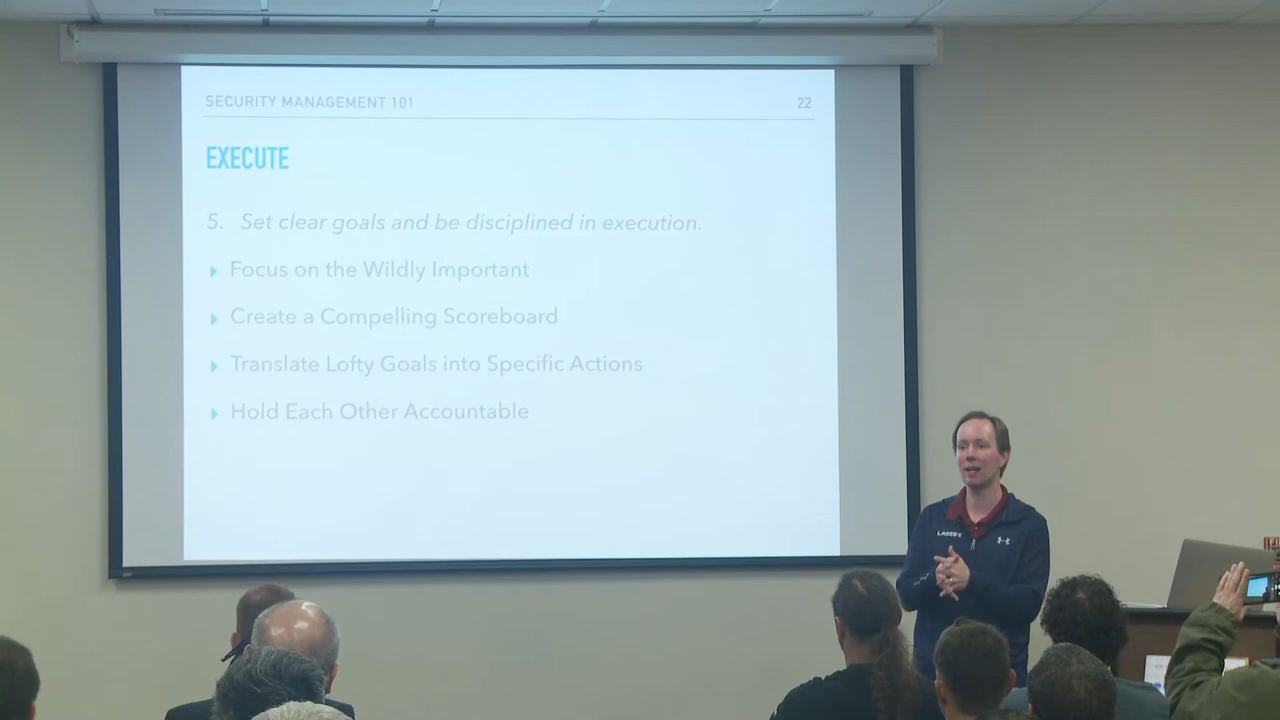 SECURITY MANAGEMENT 101
22
EXECUTE
5. Set clear goals and be disciplined in execution.
Focus on the Wildly Important
Create a Compelling Scoreboard
Translate Lofty Goals into Specific Actions
Hold Each Other Accountable